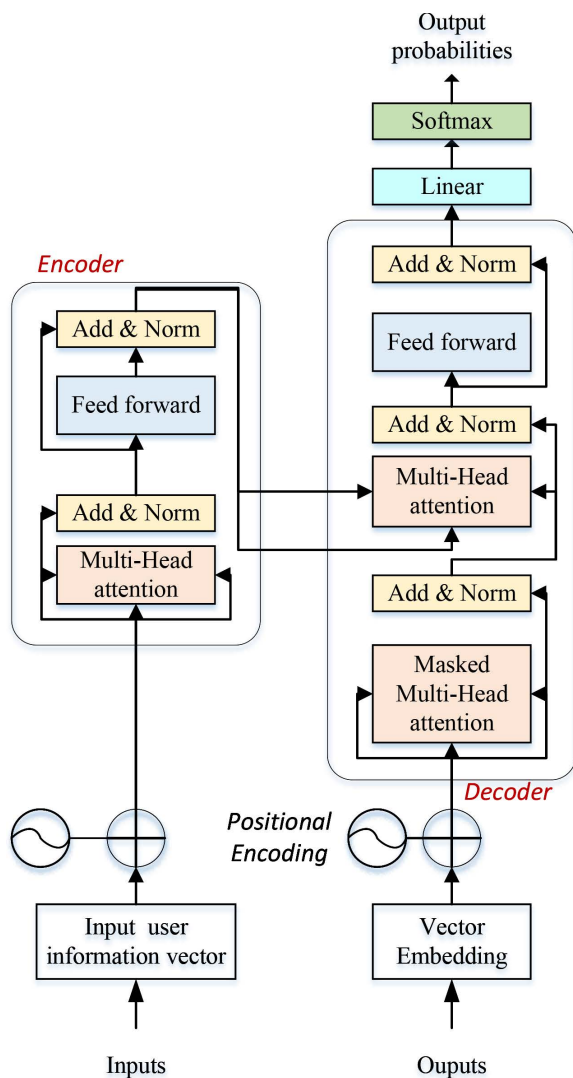 Output
probabilities
Softmax
Linear
Encoder
Add & Norm
Feed forward
Add & Norm
Multi-Head
attention
Add & Norm
Feed forward
Add & Norm
Multi-Head
attention
Add & Norm
Masked
Multi-Head
attention
Decoder
Positional
Encoding
Input user
information vector
Vector
Embedding
Inputs
Ouputs